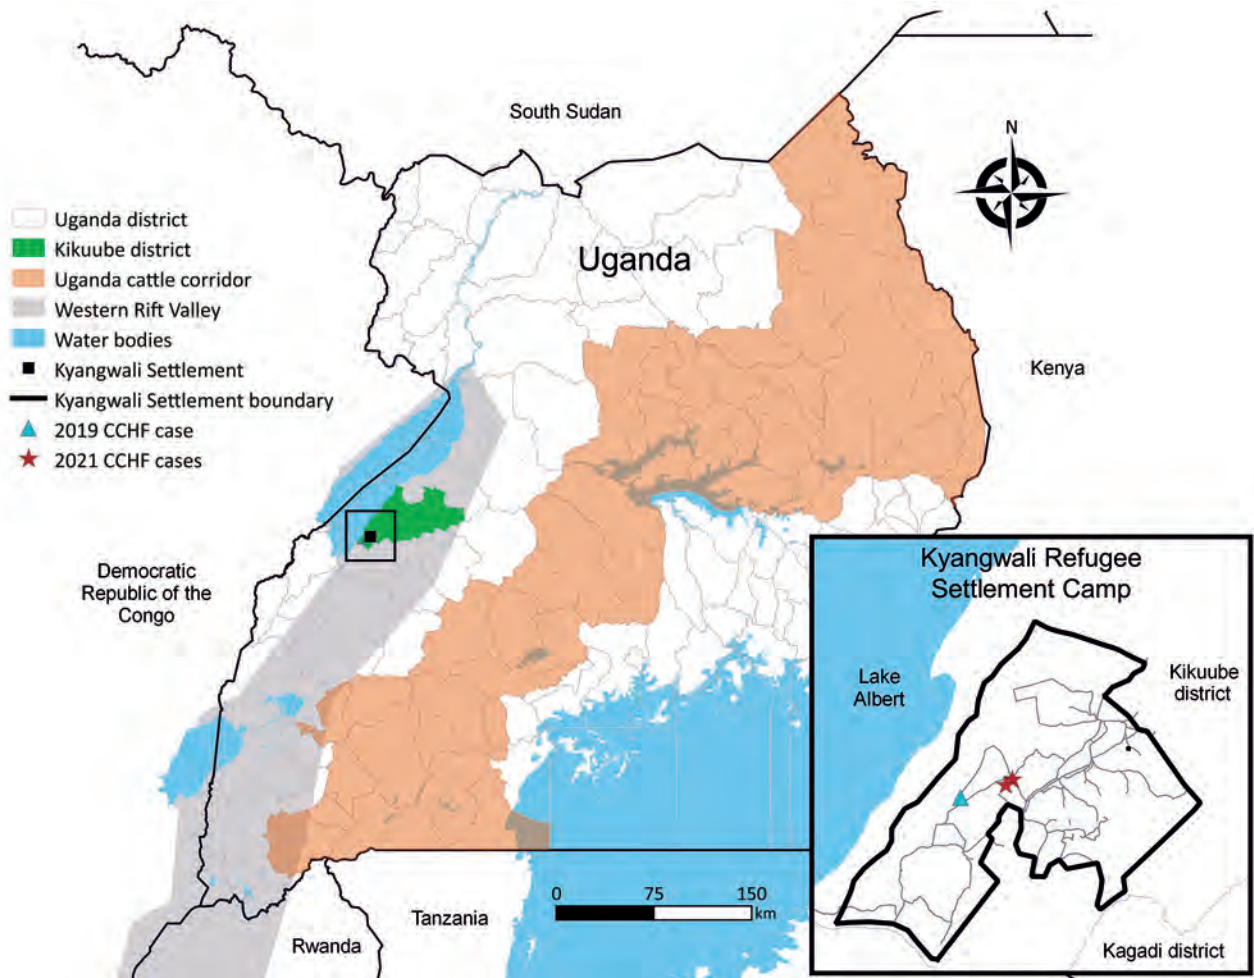 South Sudan
N
Uganda district
Kikuube district
Uganda cattle corridor
Western Rift Valley
Water bodies
Kyangwali Settlement
Kyangwali Settlement boundary
2019 CCHF case
2021 CCHF cases
Uganda
Kenya
Democratic
Republic of the
Congo
Kyangwali Refugee
Settlement Camp
Lake
Albert
Kikuube
district
Kagadi district
0 75 150
km
Tanzania
Rwanda